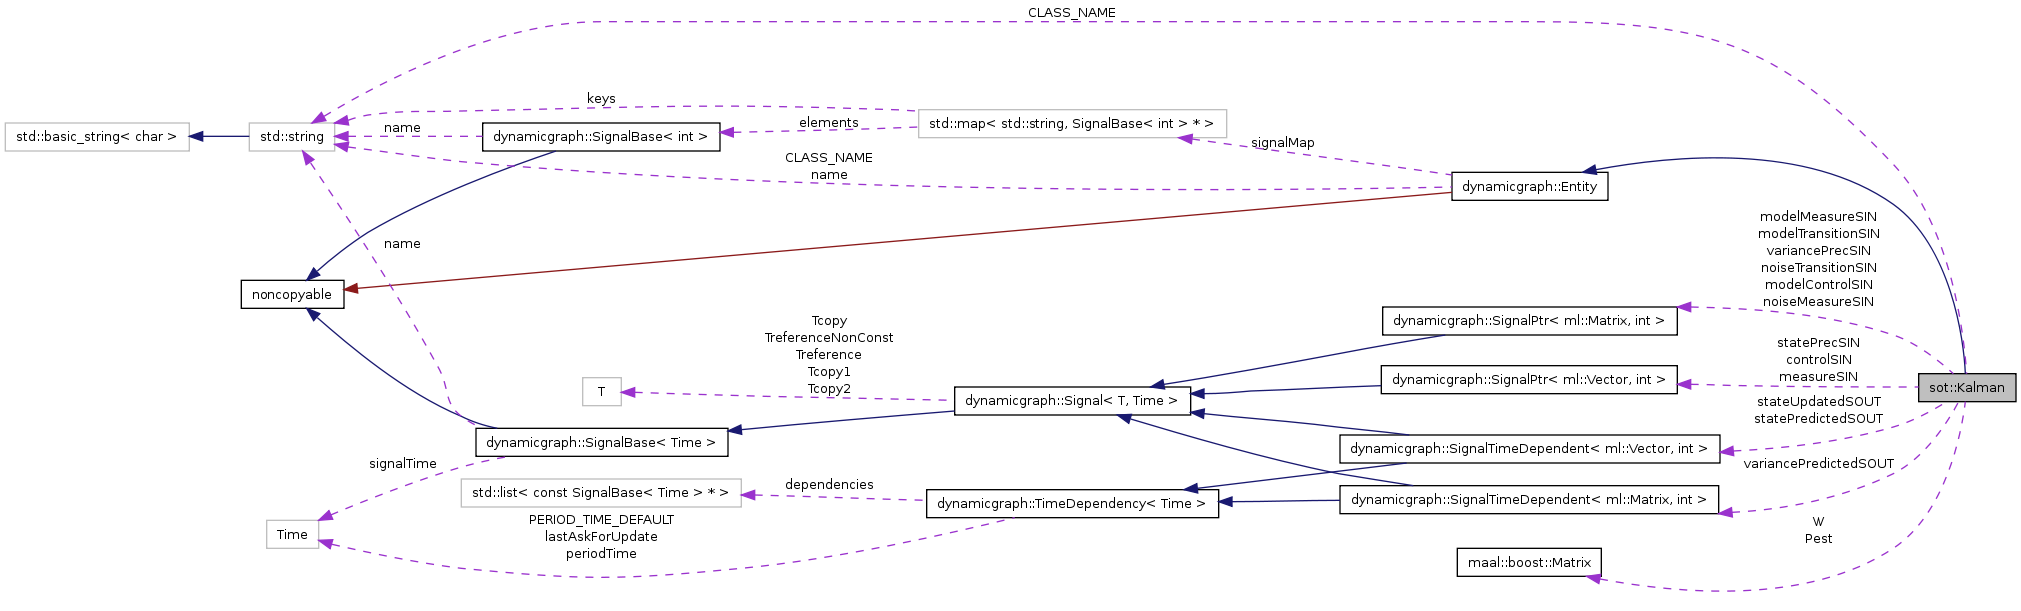 CLASS_NAME
keys
std::map< std::string, SignalBase< int > * >
elements
std::basic_string< char >
std::string
name
dynamicgraph::SignalBase< int >
signalMap
CLASS_NAME
name
dynamicgraph::Entity
name
noncopyable
modelMeasureSIN
modelTransitionSIN
variancePrecSIN
noiseTransitionSIN
modelControlSIN
noiseMeasureSIN
dynamicgraph::SignalPtr< ml::Matrix, int >
Tcopy
TreferenceNonConst
Treference
Tcopy1
Tcopy2
T
dynamicgraph::Signal< T, Time >
dynamicgraph::SignalPtr< ml::Vector, int >
statePrecSIN
controlSIN
measureSIN
sot::Kalman
stateUpdatedSOUT
statePredictedSOUT
dynamicgraph::SignalBase< Time >
dynamicgraph::SignalTimeDependent< ml::Vector, int >
signalTime
variancePredictedSOUT
std::list< const SignalBase< Time > * >
dependencies
dynamicgraph::TimeDependency< Time >
dynamicgraph::SignalTimeDependent< ml::Matrix, int >
Time
PERIOD_TIME_DEFAULT
lastAskForUpdate
periodTime
W
Pest
maal::boost::Matrix